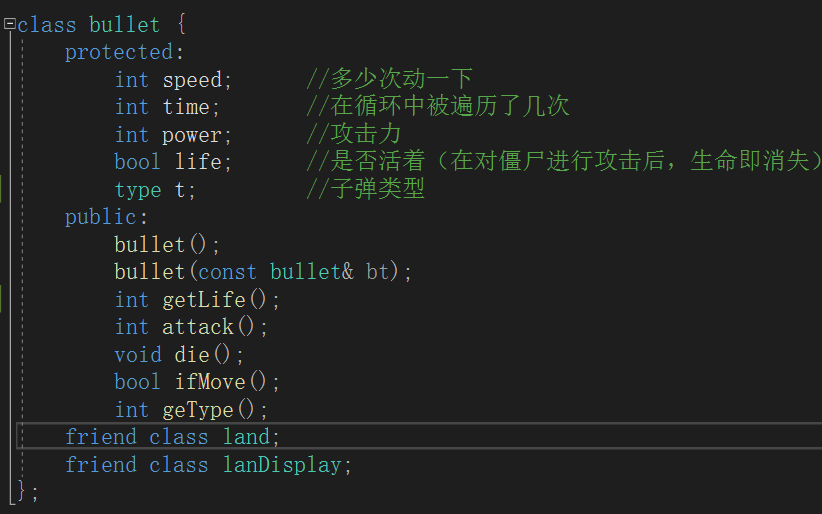 class bullet {
protected:
int speed; //多少次动一下
int time; //在循环中被遍历了几次
int power; //攻击力
bool life; //是否活着（在对僵尸进行攻击后，生命即消失）
type t; //子弹类型
public:
bullet();
bullet(const bullet& bt);
int getLife();
int attack();
void die();
bool ifMove();
int geType();
friend class land;
friend class lanDisplay;
};